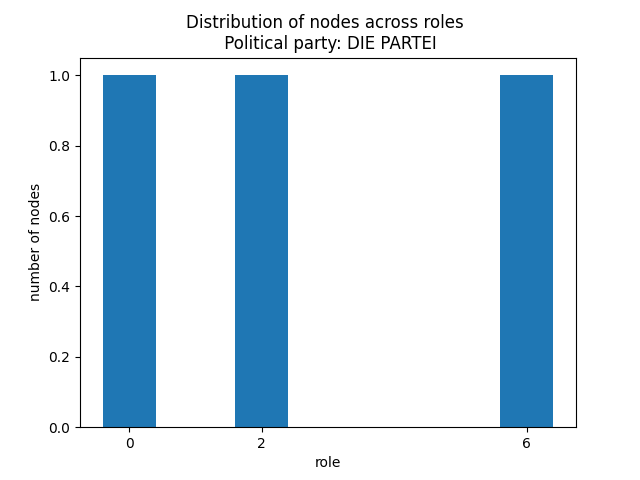 Distribution of nodes across roles
Political party: DIE PARTEI
number of nodes
1.0
0.8
0.6
0.4
0.2
0.0
0 2 6
role